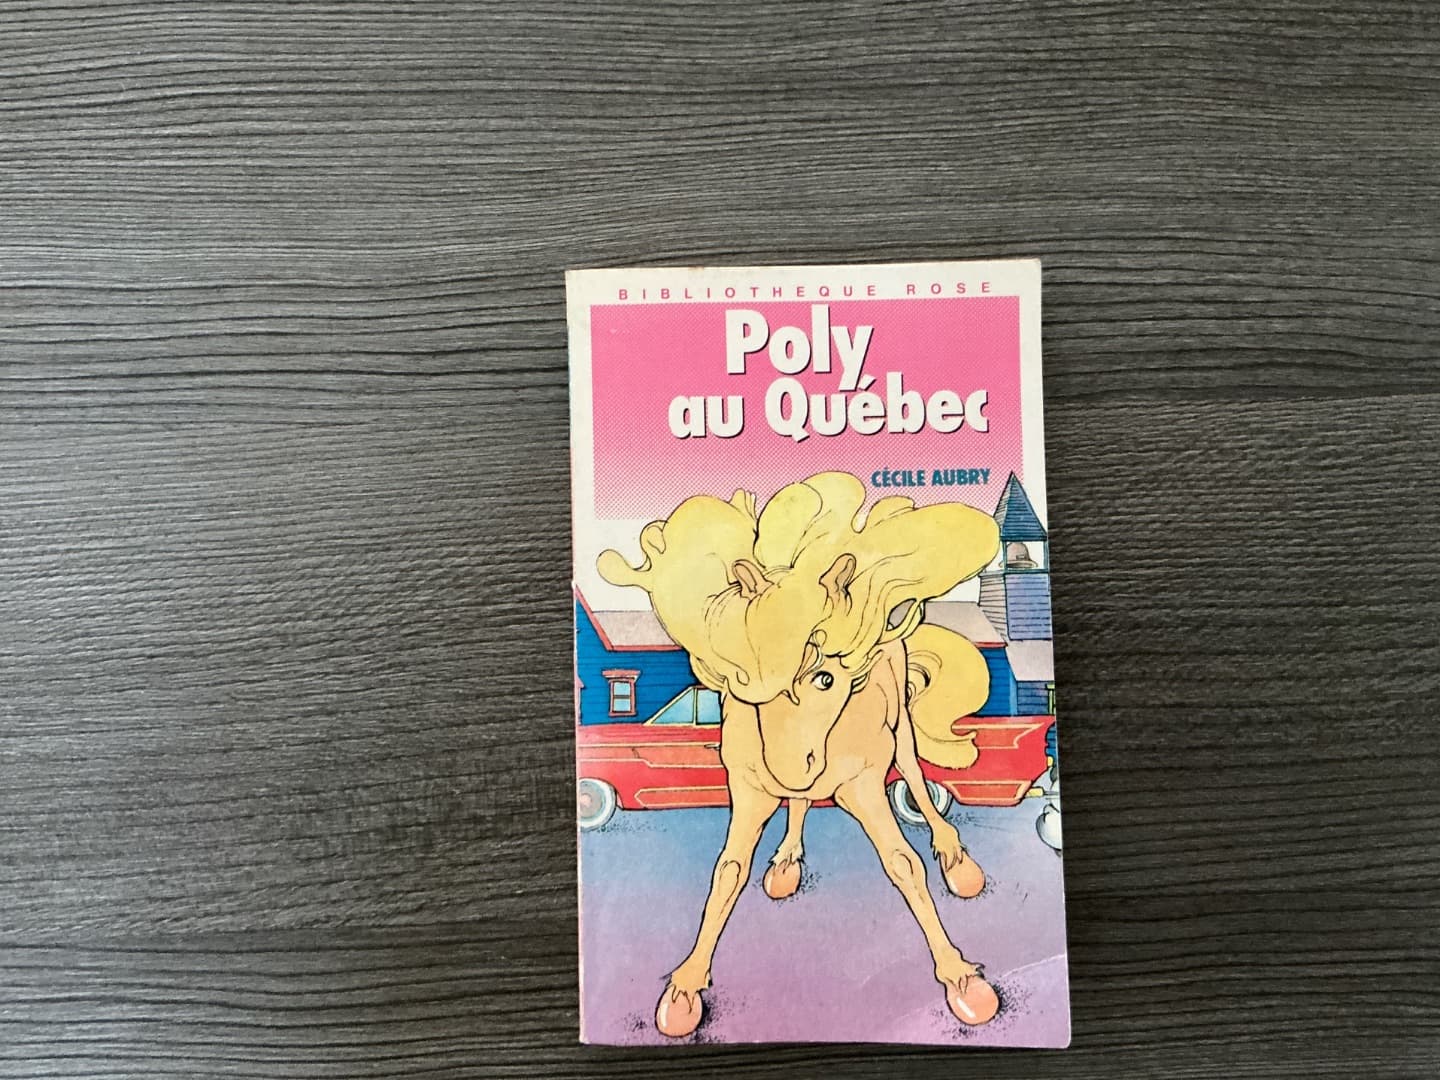 BIBLIOTHEQUE ROSE
Poly
au Québec
CÉCILE AUBRY